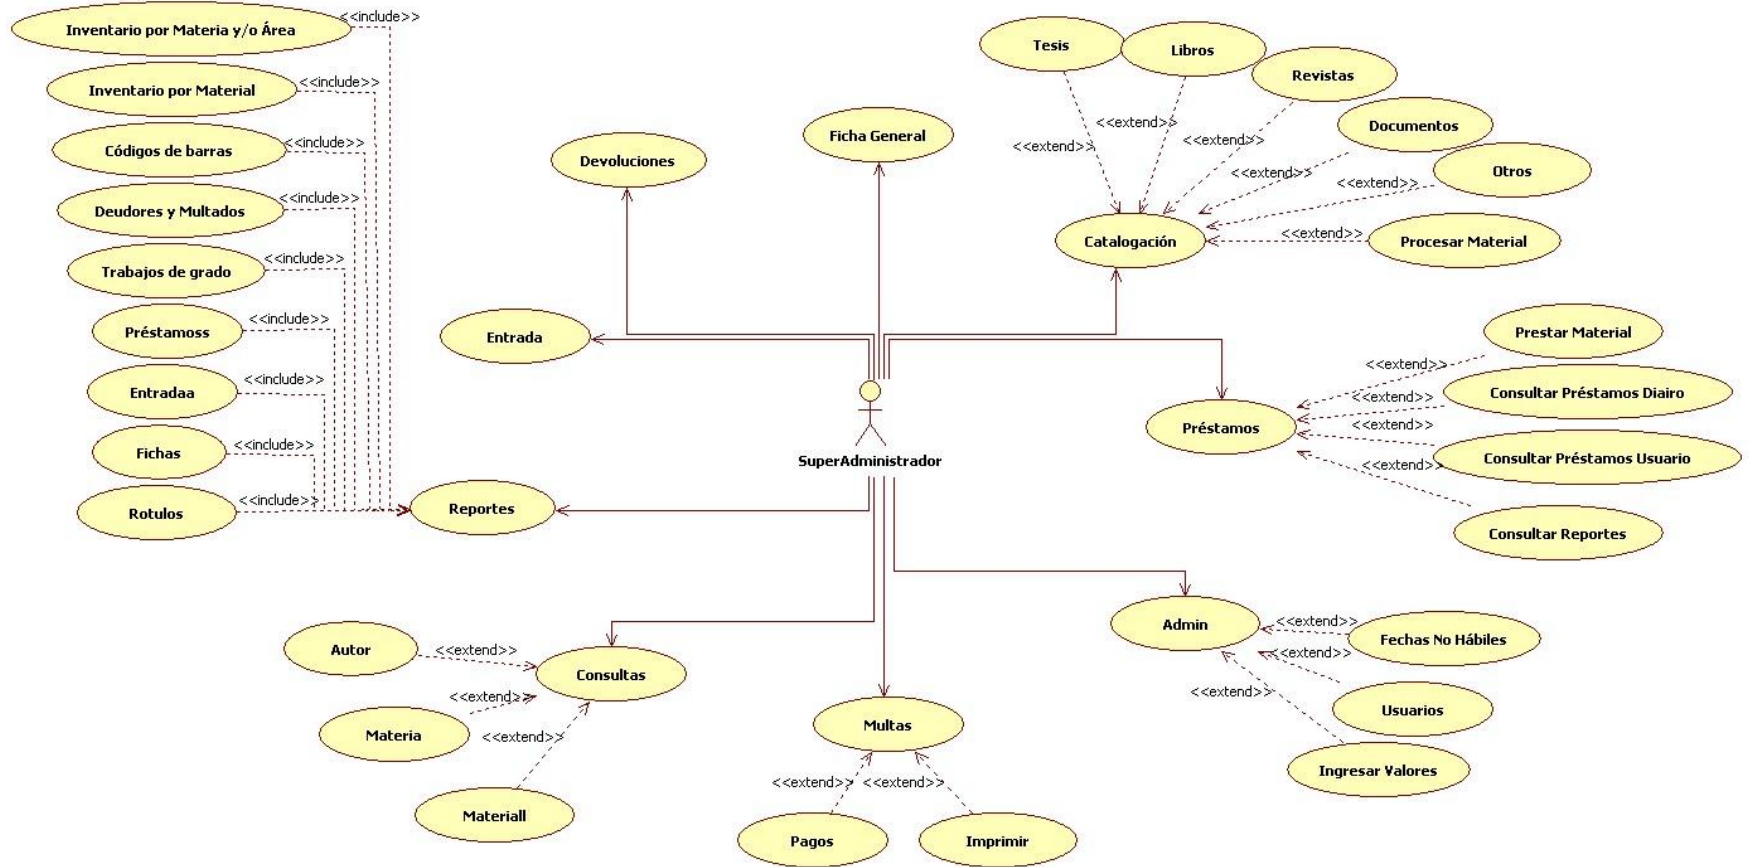 Inventario por Materia y/o Área
<<include>>
Inventario por Material
<<include>>
Códigos de barras
<<include>>
Deudores y Multados
<<include>>
Trabajos de grado
<<include>>
Préstamoss
<<include>>
Entradaa
<<include>>
Fichas
<<include>>
Rotulos
<<include>>
Reportes
Devoluciones
Ficha General
Entrada
Tesis
Libros
Revistas
Documentos
Otros
Procesar Material
<<extend>>
<<extend>>
<<extend>>
<<extend>>
<<extend>>
<<extend>>
Catalogación
SuperAdministrador
Prestar Material
<<extend>>
Consultar Préstamos Diairo
<<extend>>
Préstamos
<<extend>>
Consultar Préstamos Usuario
<<extend>>
Consultar Reportes
Autor
<<extend>>
Consultas
<<extend>>
Materia
<<extend>>
Materiall
Multas
<<extend>>
<<extend>>
Pagos
Imprimir
Admin
<<extend>>
Fechas No Hábiles
<<extend>>
Usuarios
<<extend>>
Ingresar Valores